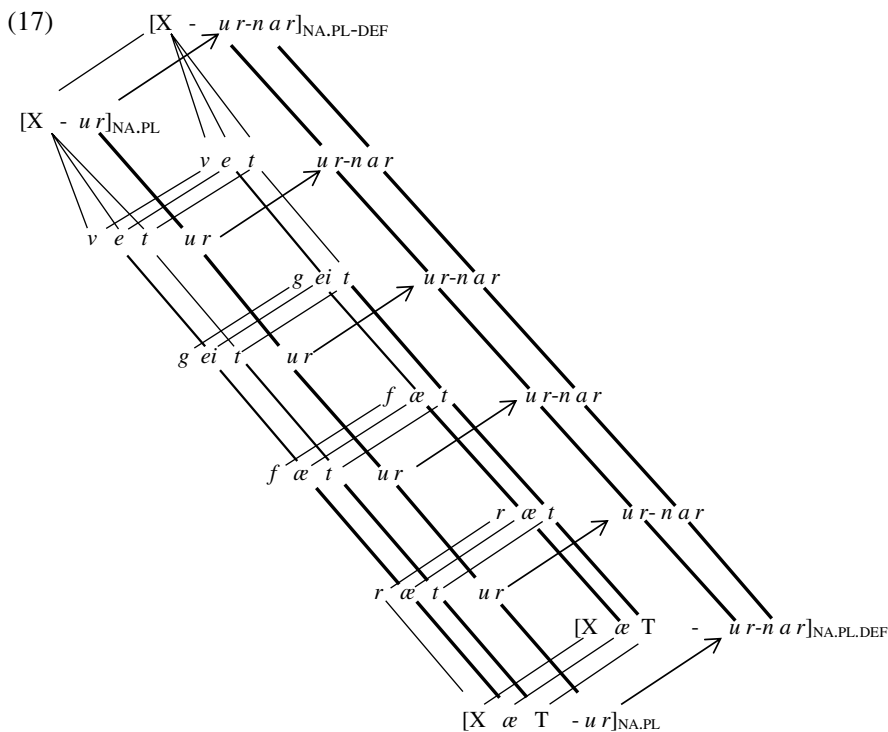 (17) [X - u r-n a r]NA.PL-DEF
[X - u r]NA.PL
v e t u r-n a r
v e t u r
g ei t u r-n a r
g ei t u r
f æ t u r-n a r
f æ t u r
r æ t u r- n a r
r æ t u r
[X æ T - u r-n a r]NA.PL.DEF
[X æ T - u r]NA.PL